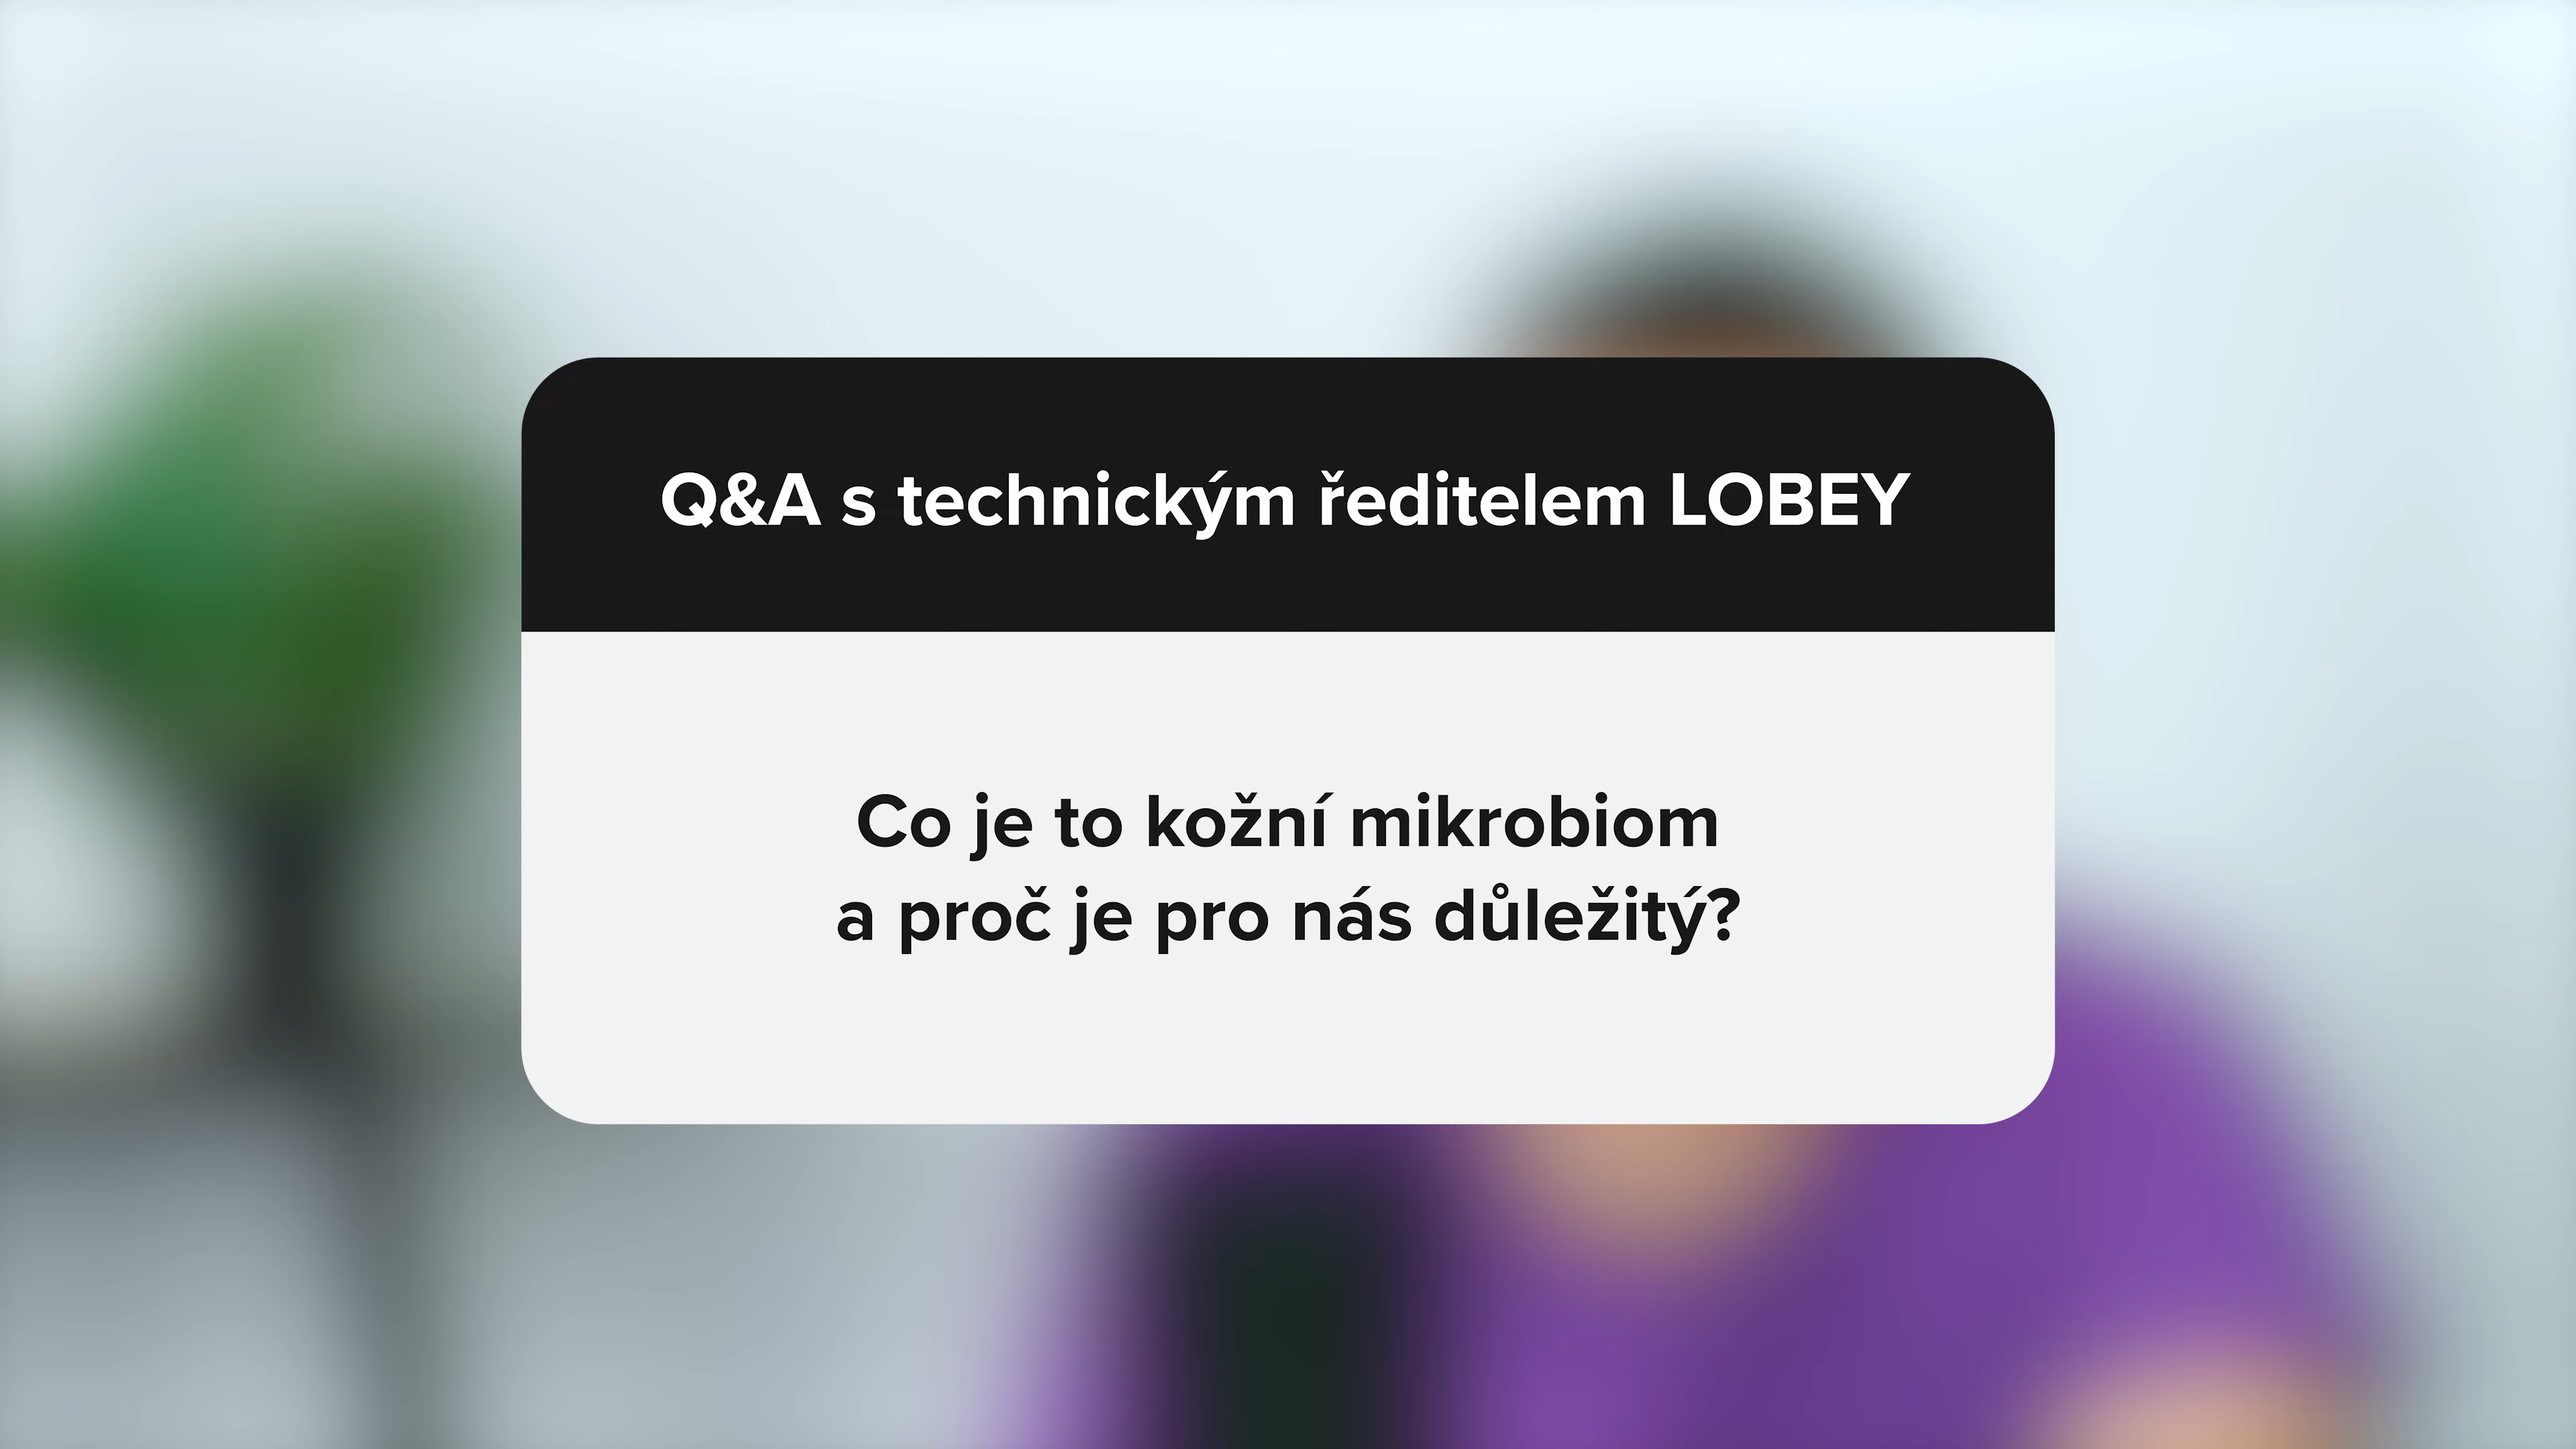 Q&A s technickým ředitelem LOBEY
Co je to kožní mikrobiom
a proč je pro nás důležitý?